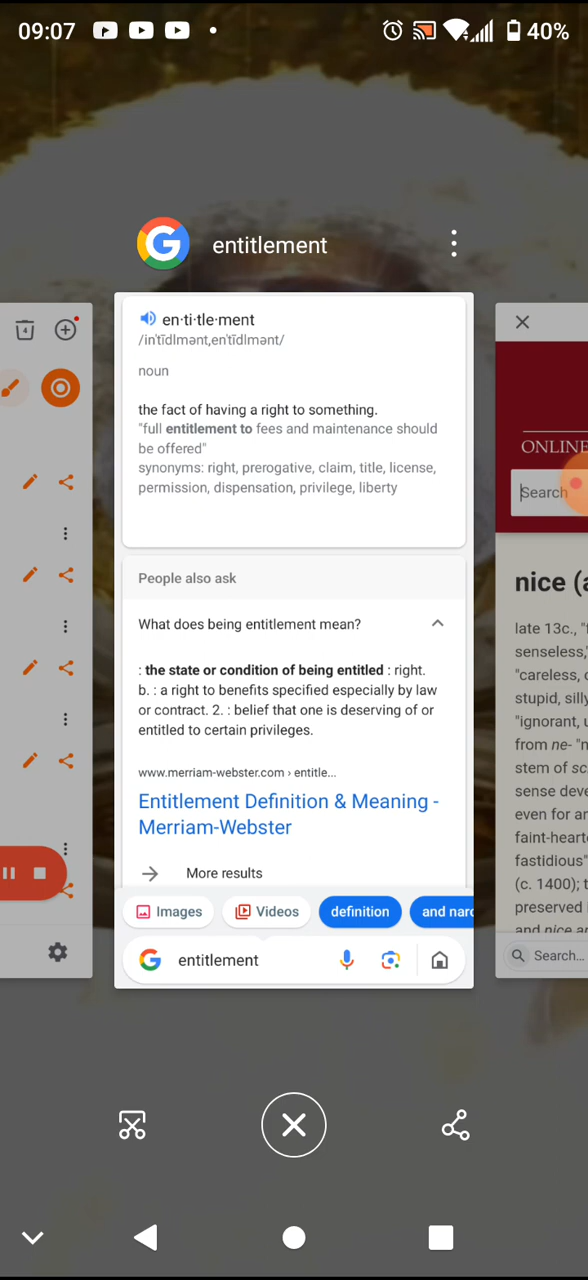 09:07
40%
entitlement
4
en·ti·tle·ment
/inˈtīdlmənt,enˈtīdlmənt/
noun
the fact of having a right to something.
"full entitlement to fees and maintenance should
be offered"
synonyms: right, prerogative, claim, title, license,
permission, dispensation, privilege, liberty
People also ask
What does being entitlement mean?
: the state or condition of being entitled : right.
b. : a right to benefits specified especially by law
or contract. 2. : belief that one is deserving of or
entitled to certain privileges.
www.merriam-webster.com › entitle...
Entitlement Definition & Meaning -
Merriam-Webster
More results
Images
Videos
definition
and narc
entitlement
ONLINE
Search
nice (a
late 13c., "f
senseless,"
"careless, c
stupid, silly
"ignorant, u
from ne- "n
stem of sc
sense deve
even for an
faint-hearte
fastidious"
(c. 1400); t
preserved i
and nice an
Search...